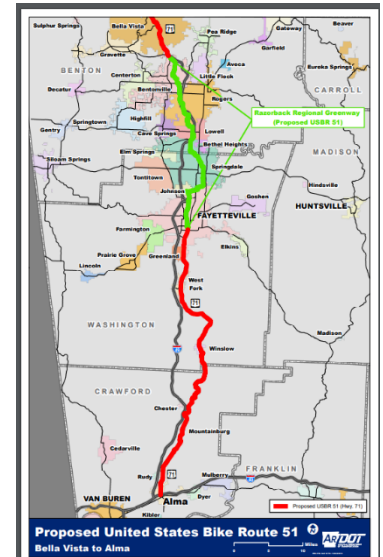 Sulphur Springs
Bella Vista
71
Pea Ridge
Gateway
Beaver
Garfield
Gravette
Avoca
Eureka Springs
BENTON
Little Flock
Centerton
Decatur
Bentonville
Rogers
CARROLL
Highfill
Razorback Regional Greenway
(Proposed USBR 51)
Springtown
Gentry
Cave Springs
Lowell
Bethel Heights
MADISON
Elm Springs
Siloam Springs
Springdale
Tontitown
Hindsville
Johnson
Goshen
HUNTSVILLE
FAYETTEVILLE
Farmington
Prairie Grove
Elkins
Greenland
Lincoln
West
Fork
71
WASHINGTON
Madison
Winslow
CRAWFORD
Chester
Mountainburg
Cedarville
FRANKLIN
Rudy
71
Mulberry
VAN BUREN
Alma
Dyer
Kibler
Proposed USBR 51 (Hwy. 71)
Proposed United States Bike Route 51
Bella Vista to Alma
Miles
ARDOT